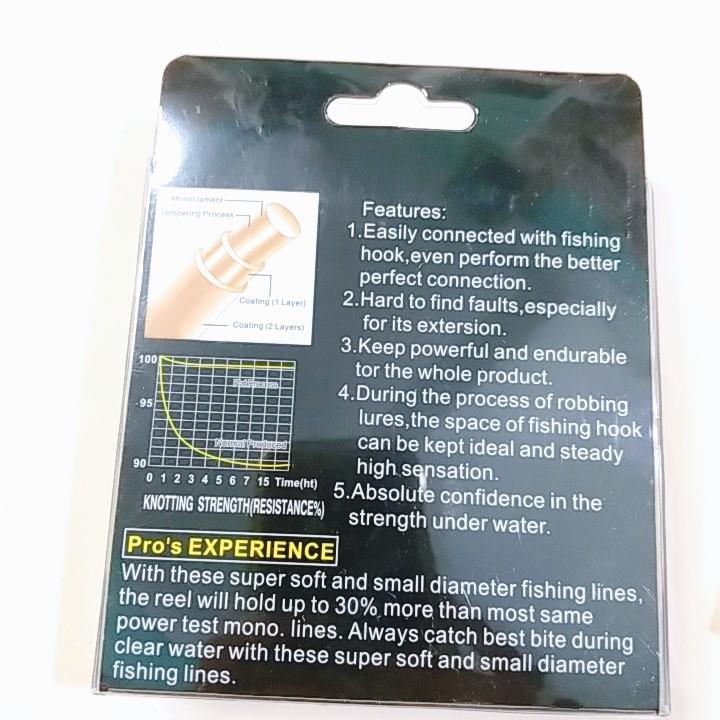 Monofilament
Tempering Process
Coating (1 Layer)
Coating (2 Layers)
100
95
90
Normal Produced
0 1 2 3 4 5 6 7 15 Time(ht)
KNOTTING STRENGTH(RESISTANCE%)
Features:
1.Easily connected with fishing
hook,even perform the better
perfect connection.
2.Hard to find faults,especially
for its extersion.
3.Keep powerful and endurable
tor the whole product.
4.During the process of robbing
lures,the space of fishing hook
can be kept ideal and steady
high sensation.
5.Absolute confidence in the
strength under water.
Pro's EXPERIENCE
With these super soft and small diameter fishing lines,
the reel will hold up to 30% more than most same
power test mono. lines. Always catch best bite during
clear water with these super soft and small diameter
fishing lines.